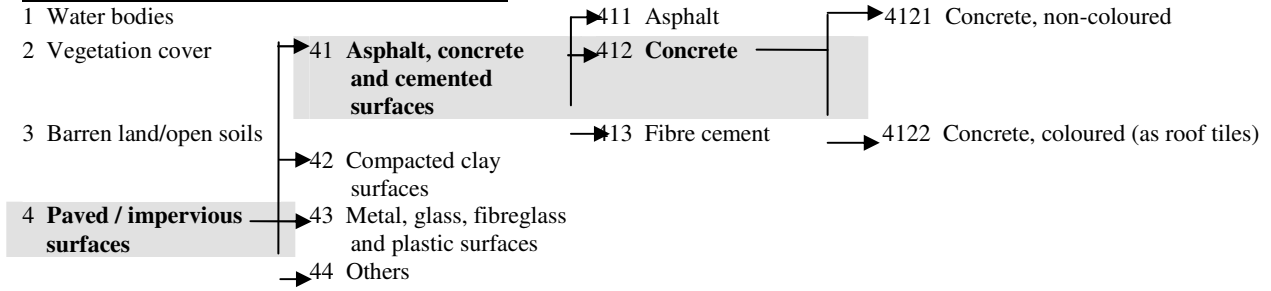 1 Water bodies
2 Vegetation cover
3 Barren land/open soils
4 Paved / impervious
surfaces
41 Asphalt, concrete
and cemented
surfaces
42 Compacted clay
surfaces
43 Metal, glass, fibreglass
and plastic surfaces
44 Others
411 Asphalt
412 Concrete
413 Fibre cement
4121 Concrete, non-coloured
4122 Concrete, coloured (as roof tiles)